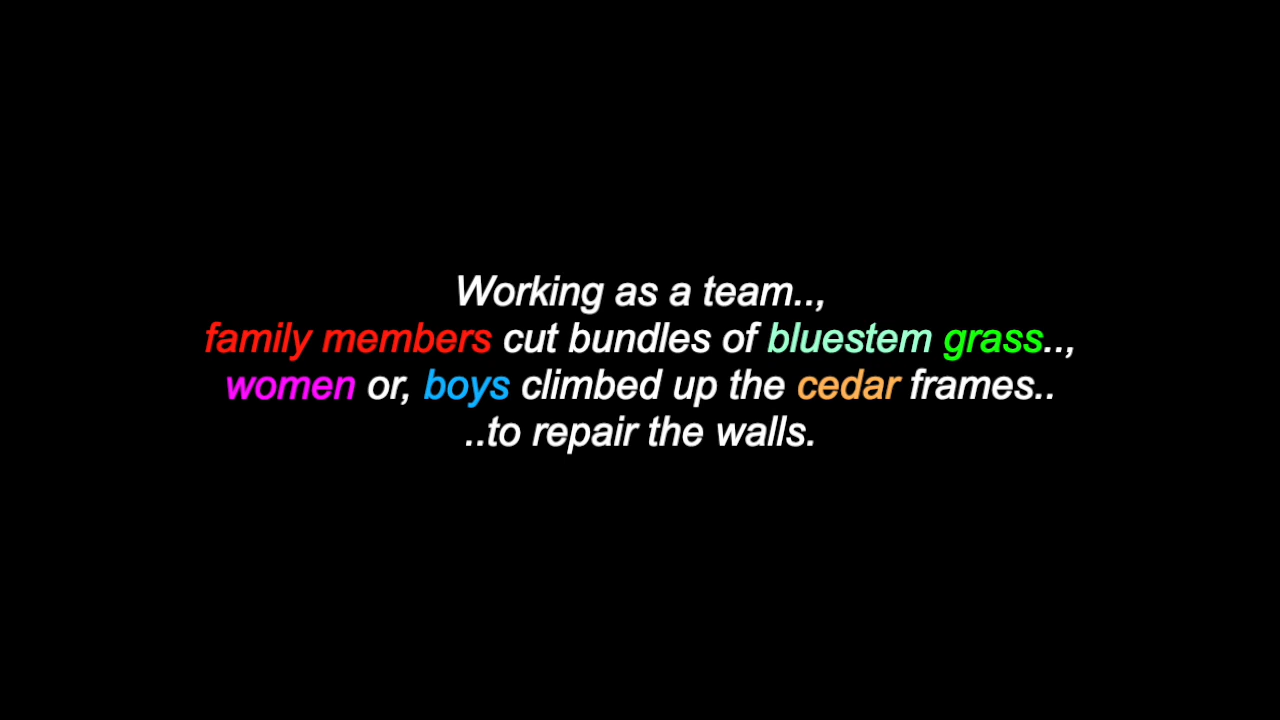 Working as a team..,
family members cut bundles of bluestem grass..,
women or, boys climbed up the cedar frames..
..to repair the walls.